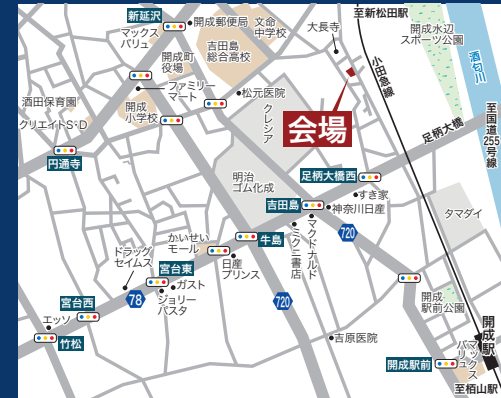 新延沢
開成郵便局
マックス
バリュ
文命
中学校
大長寺
至新松田駅
開成水辺
スポーツ公園
酒匂川
吉田島
総合高校
開成町
役場
小田急線
ファミリー
マート
松元医院
酒田保育園
開成
小学校
クレシア
至国道
255号線
クリエイトS・D
会場
足柄大橋
円通寺
足柄大橋西
明治
ゴム化成
すき家
吉田島
神奈川日産
タマダイ
マクドナルド
ミクニ書店
720
牛島
かいせい
モール
ドラッグ
セイムス
日産
プリンス
宮台東
ガスト
ジョリー
パスタ
78
720
宮台西
エッソ
開成
駅前公園
開成駅
竹松
吉原医院
開成駅前
マックス
バリュ
至栢山駅